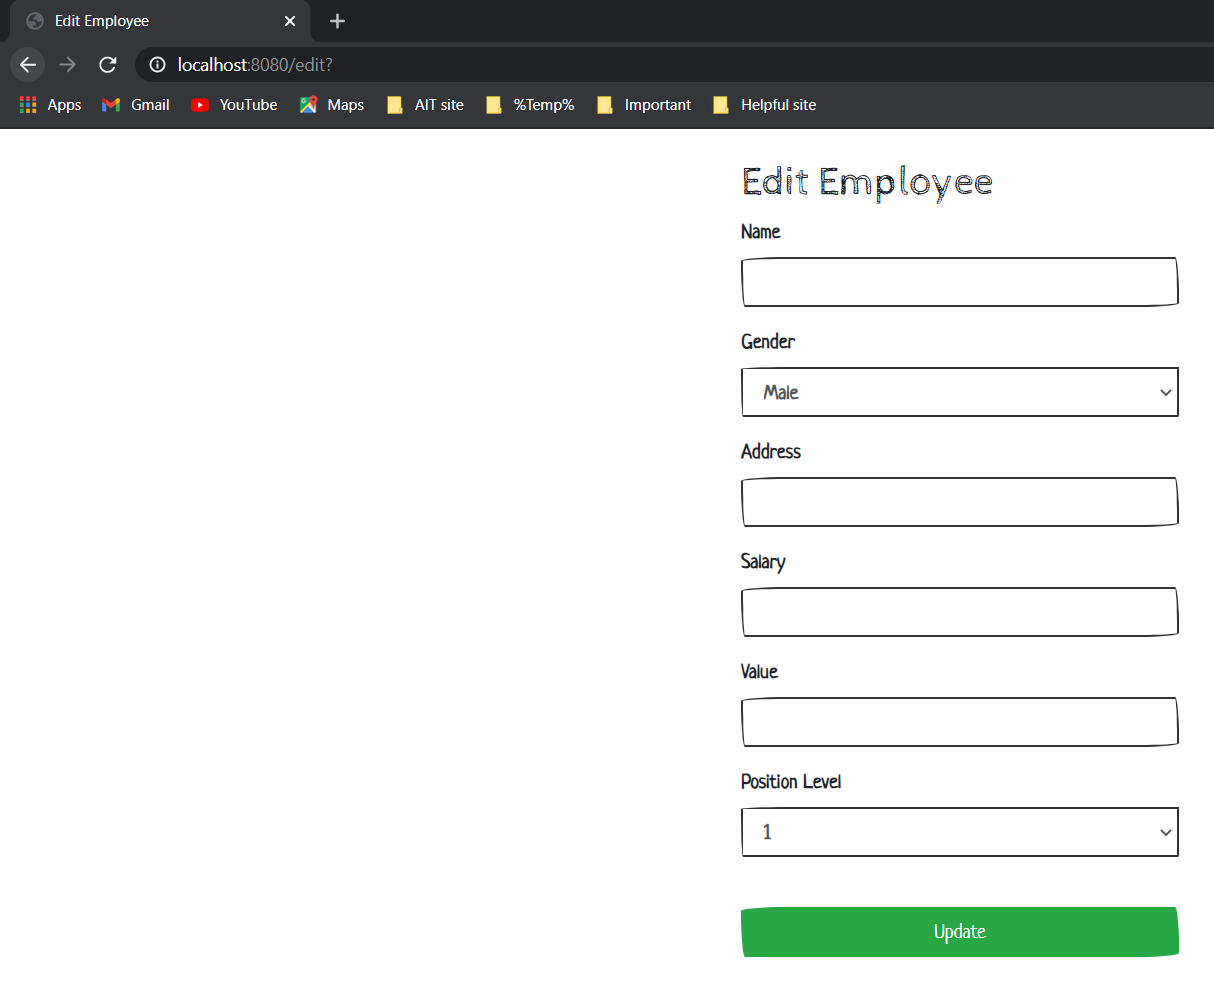 Edit Employee
localhost:8080/edit?
Apps Gmail YouTube Maps AIT site %Temp% Important Helpful site
Edit Employee
Name
Gender
Male
Address
Salary
Value
Position Level
1
Update